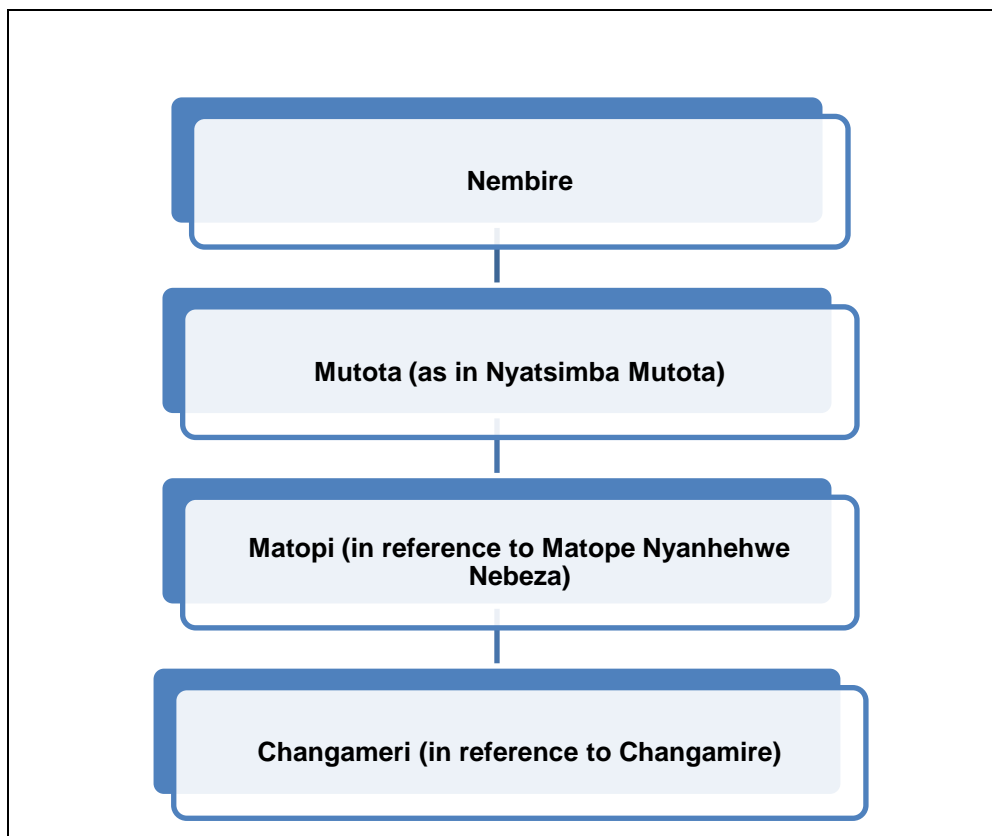 Nembire
Mutota (as in Nyatsimba Mutota)
Matopi (in reference to Matope Nyanhehwe
Nebeza)
Changameri (in reference to Changamire)